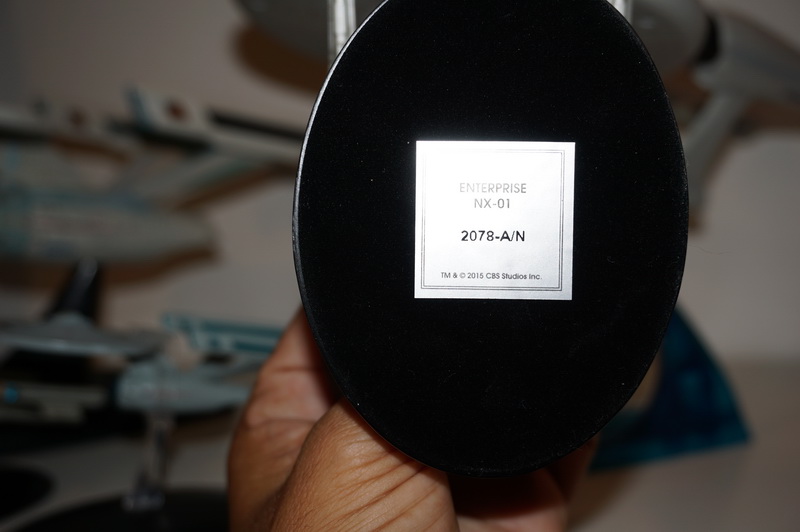 ENTERPRISE
NX-01
2078-A/N
TM & © 2015 CBS Studios Inc.